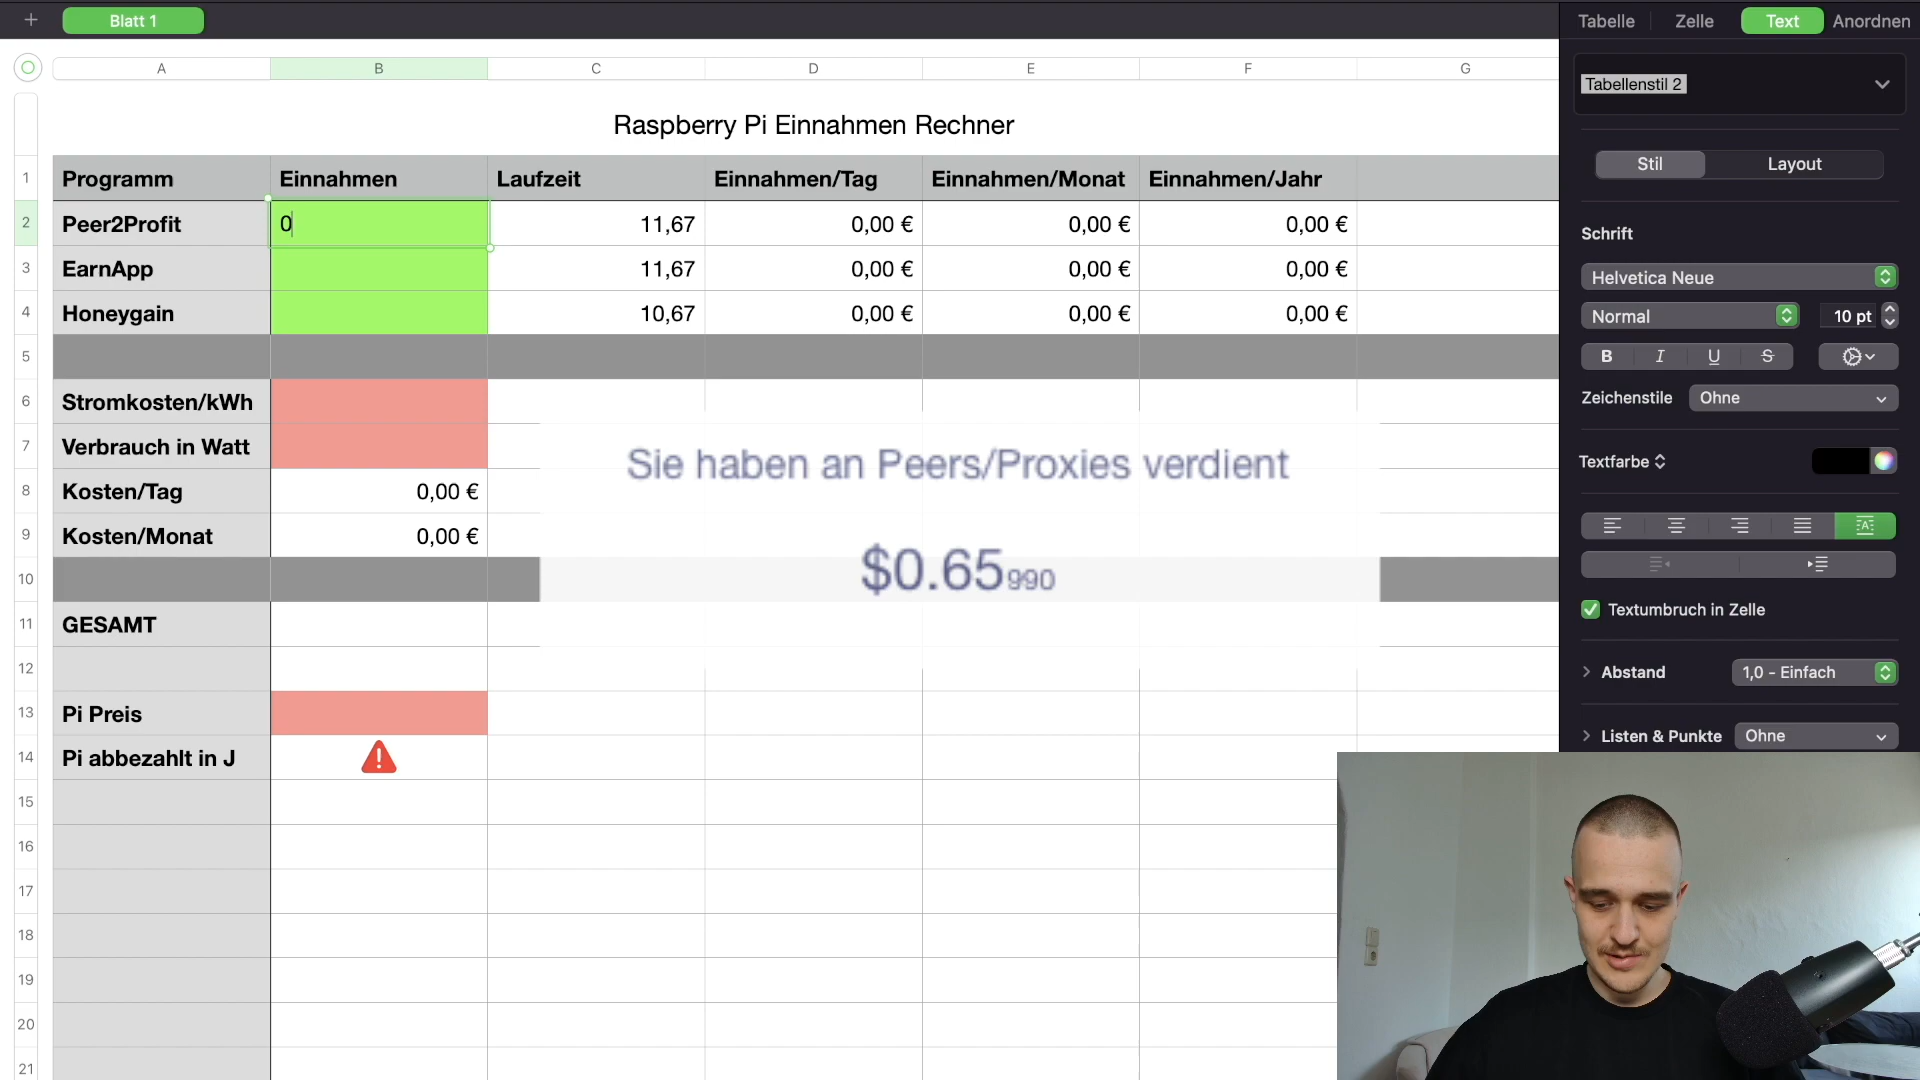 Blatt 1
Tabelle Zelle Text Anordnen
A B C D E F G
Tabellenstil 2
Raspberry Pi Einnahmen Rechner
Stil Layout
1 Programm Einnahmen Laufzeit Einnahmen/Tag Einnahmen/Monat Einnahmen/Jahr
2 Peer2Profit 0 11,67 0,00 € 0,00 € 0,00 €
Schrift
3 EarnApp 11,67 0,00 € 0,00 € 0,00 €
Helvetica Neue
4 Honeygain 10,67 0,00 € 0,00 € 0,00 €
Normal 10 pt
5
B I U S
6 Stromkosten/kWh
Zeichenstile Ohne
7 Verbrauch in Watt
Sie haben an Peers/Proxies verdient
Textfarbe
8 Kosten/Tag 0,00 €
9 Kosten/Monat 0,00 €
10
$0.65990
11 GESAMT
Textumbruch in Zelle
12
Abstand 1,0 - Einfach
13 Pi Preis
Listen & Punkte Ohne
14 Pi abbezahlt in J
15
16
17
18
19
20
21